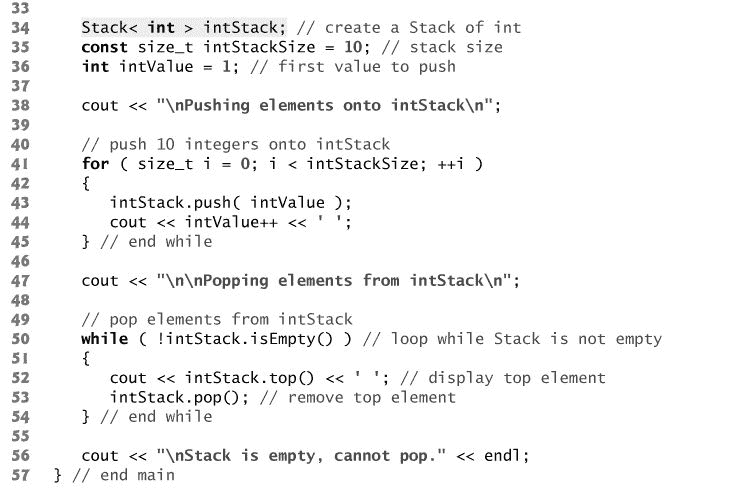 33
34 Stack< int > intStack; // create a Stack of int
35 const size_t intStackSize = 10; // stack size
36 int intValue = 1; // first value to push
37
38 cout << "\nPushing elements onto intStack\n";
39
40 // push 10 integers onto intStack
41 for ( size_t i = 0; i < intStackSize; ++i )
42 {
43 intStack.push( intValue );
44 cout << intValue++ << ' ';
45 } // end while
46
47 cout << "\n\nPopping elements from intStack\n";
48
49 // pop elements from intStack
50 while ( !intStack.isEmpty() ) // loop while Stack is not empty
51 {
52 cout << intStack.top() << ' '; // display top element
53 intStack.pop(); // remove top element
54 } // end while
55
56 cout << "\nStack is empty, cannot pop." << endl;
57 } // end main